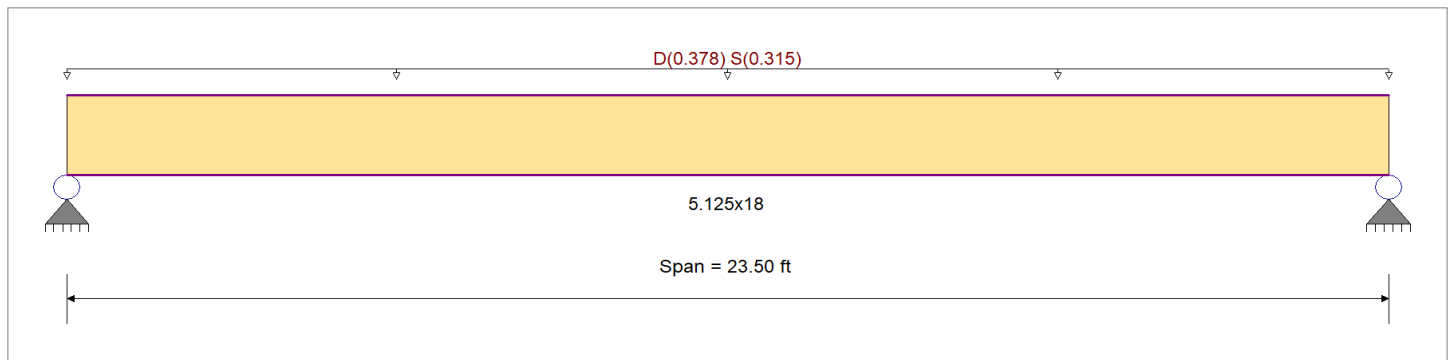 D(0.378) S(0.315)
5.125x18
Span = 23.50 ft